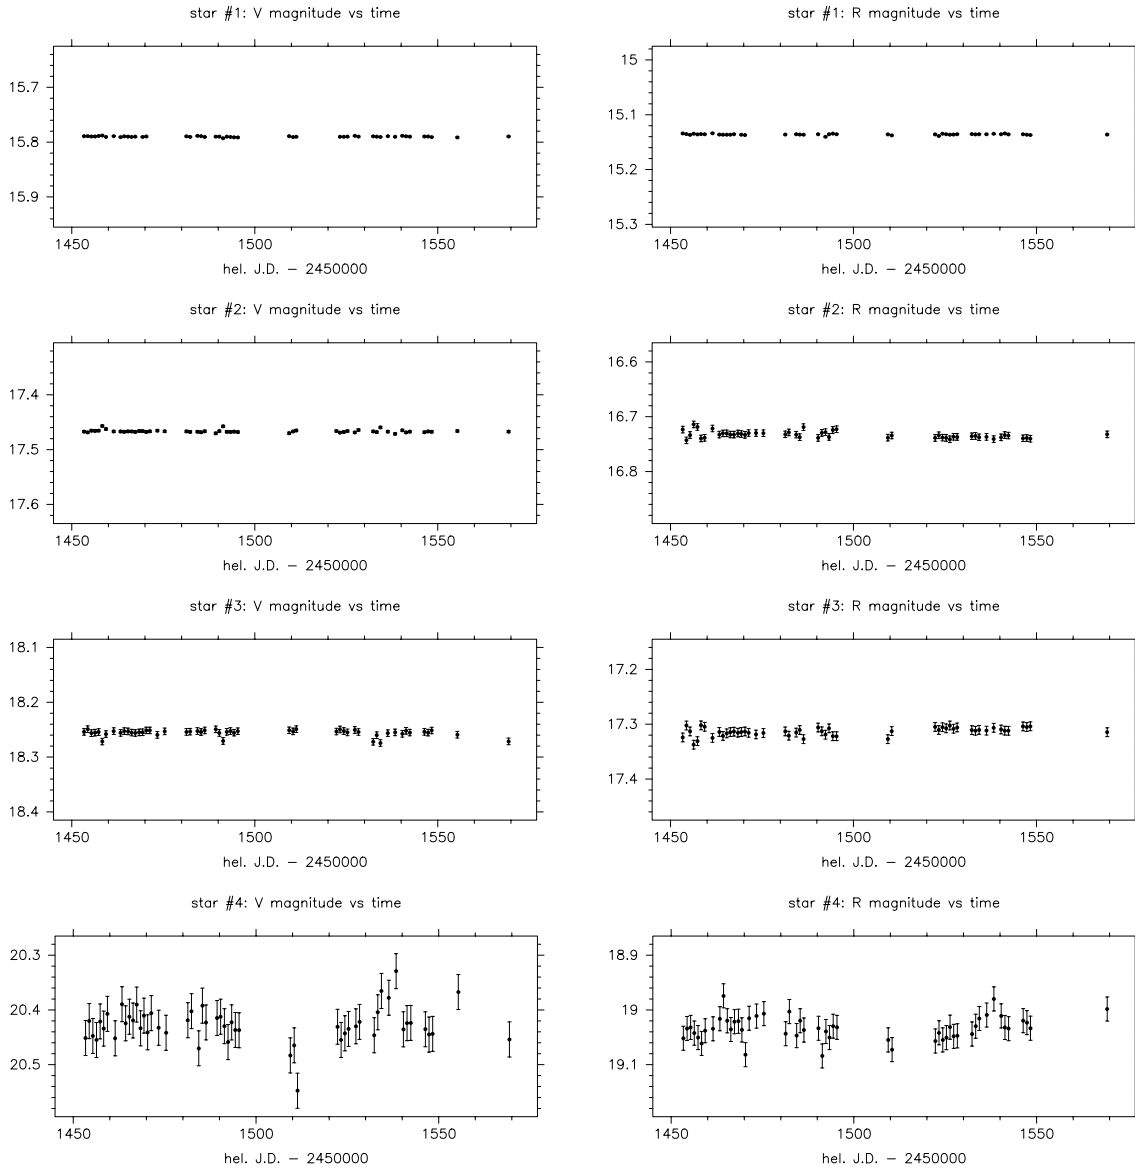 star #1: V magnitude vs time
15.7
15.8
15.9
1450 1500 1550
hel. J.D. − 2450000
star #1: R magnitude vs time
15
15.1
15.2
15.3
1450 1500 1550
hel. J.D. − 2450000
star #2: V magnitude vs time
17.4
17.5
17.6
1450 1500 1550
hel. J.D. − 2450000
star #2: R magnitude vs time
16.6
16.7
16.8
1450 1500 1550
hel. J.D. − 2450000
star #3: V magnitude vs time
18.1
18.2
18.3
18.4
1450 1500 1550
hel. J.D. − 2450000
star #3: R magnitude vs time
17.2
17.3
17.4
1450 1500 1550
hel. J.D. − 2450000
star #4: V magnitude vs time
20.3
20.4
20.5
1450 1500 1550
hel. J.D. − 2450000
star #4: R magnitude vs time
18.9
19
19.1
1450 1500 1550
hel. J.D. − 2450000